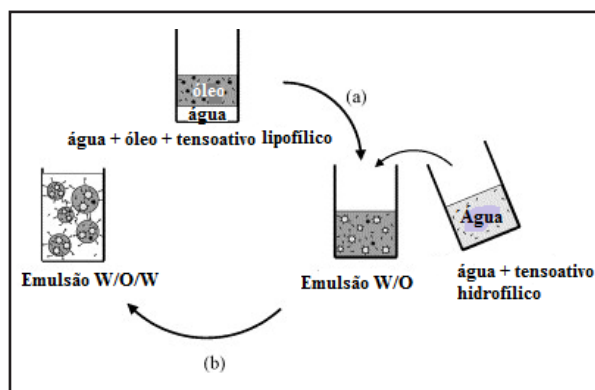 óleo
água
água + óleo + tensoativo lipofílico
(a)
Água
Emulsão W/O/W
Emulsão W/O
água + tensoativo
hidrofílico
(b)